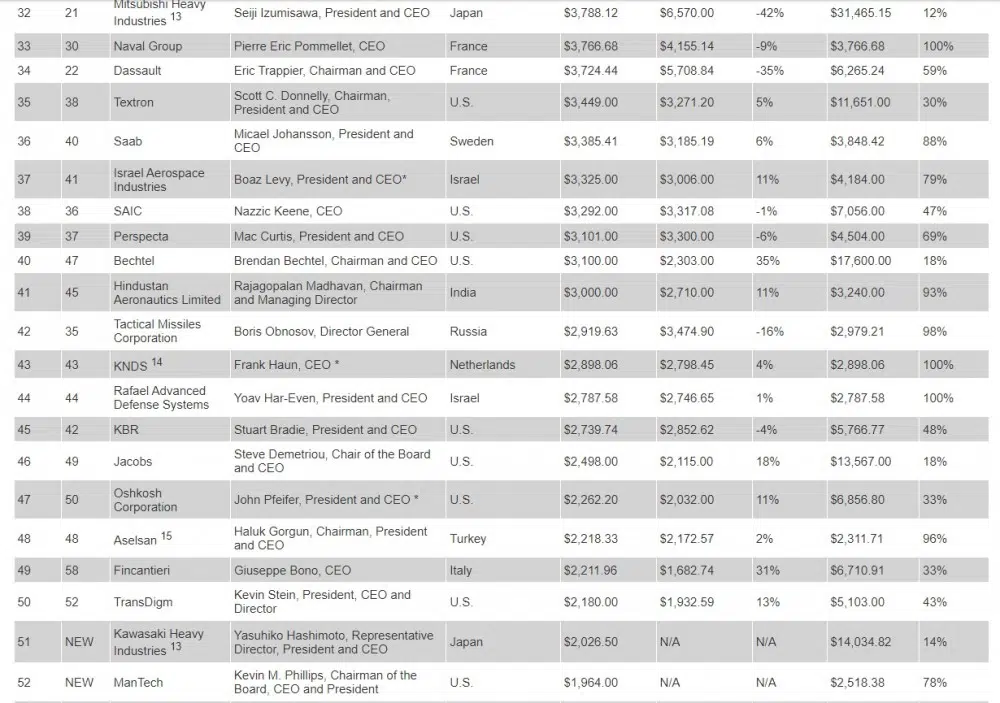 32 21 Mitsubishi Heavy Industries 13 Seiji Izumisawa, President and CEO Japan $3,788.12 $6,570.00 -42% $31,465.15 12%
33 30 Naval Group Pierre Eric Pommellet, CEO France $3,766.68 $4,155.14 -9% $3,766.68 100%
34 22 Dassault Eric Trappier, Chairman and CEO France $3,724.44 $5,708.84 -35% $6,265.24 59%
35 38 Textron Scott C. Donnelly, Chairman, President and CEO U.S. $3,449.00 $3,271.20 5% $11,651.00 30%
36 40 Saab Micael Johansson, President and CEO Sweden $3,385.41 $3,185.19 6% $3,848.42 88%
37 41 Israel Aerospace Industries Boaz Levy, President and CEO* Israel $3,325.00 $3,006.00 11% $4,184.00 79%
38 36 SAIC Nazzic Keene, CEO U.S. $3,292.00 $3,317.08 -1% $7,056.00 47%
39 37 Perspecta Mac Curtis, President and CEO U.S. $3,101.00 $3,300.00 -6% $4,504.00 69%
40 47 Bechtel Brendan Bechtel, Chairman and CEO U.S. $3,100.00 $2,303.00 35% $17,600.00 18%
41 45 Hindustan Aeronautics Limited Rajagopalan Madhavan, Chairman and Managing Director India $3,000.00 $2,710.00 11% $3,240.00 93%
42 35 Tactical Missiles Corporation Boris Obnosov, Director General Russia $2,919.63 $3,474.90 -16% $2,979.21 98%
43 43 KNDS 14 Frank Haun, CEO * Netherlands $2,898.06 $2,798.45 4% $2,898.06 100%
44 44 Rafael Advanced Defense Systems Yoav Har-Even, President and CEO Israel $2,787.58 $2,746.65 1% $2,787.58 100%
45 42 KBR Stuart Bradie, President and CEO U.S. $2,739.74 $2,852.62 -4% $5,766.77 48%
46 49 Jacobs Steve Demetriou, Chair of the Board and CEO U.S. $2,498.00 $2,115.00 18% $13,567.00 18%
47 50 Oshkosh Corporation John Pfeifer, President and CEO * U.S. $2,262.20 $2,032.00 11% $6,856.80 33%
48 48 Aselsan 15 Haluk Gorgun, Chairman, President and CEO Turkey $2,218.33 $2,172.57 2% $2,311.71 96%
49 58 Fincantieri Giuseppe Bono, CEO Italy $2,211.96 $1,682.74 31% $6,710.91 33%
50 52 TransDigm Kevin Stein, President, CEO and Director U.S. $2,180.00 $1,932.59 13% $5,103.00 43%
51 NEW Kawasaki Heavy Industries 13 Yasuhiko Hashimoto, Representative Director, President and CEO Japan $2,026.50 N/A N/A $14,034.82 14%
52 NEW ManTech Kevin M. Phillips, Chairman of the Board, CEO and President U.S. $1,964.00 N/A N/A $2,518.38 78%